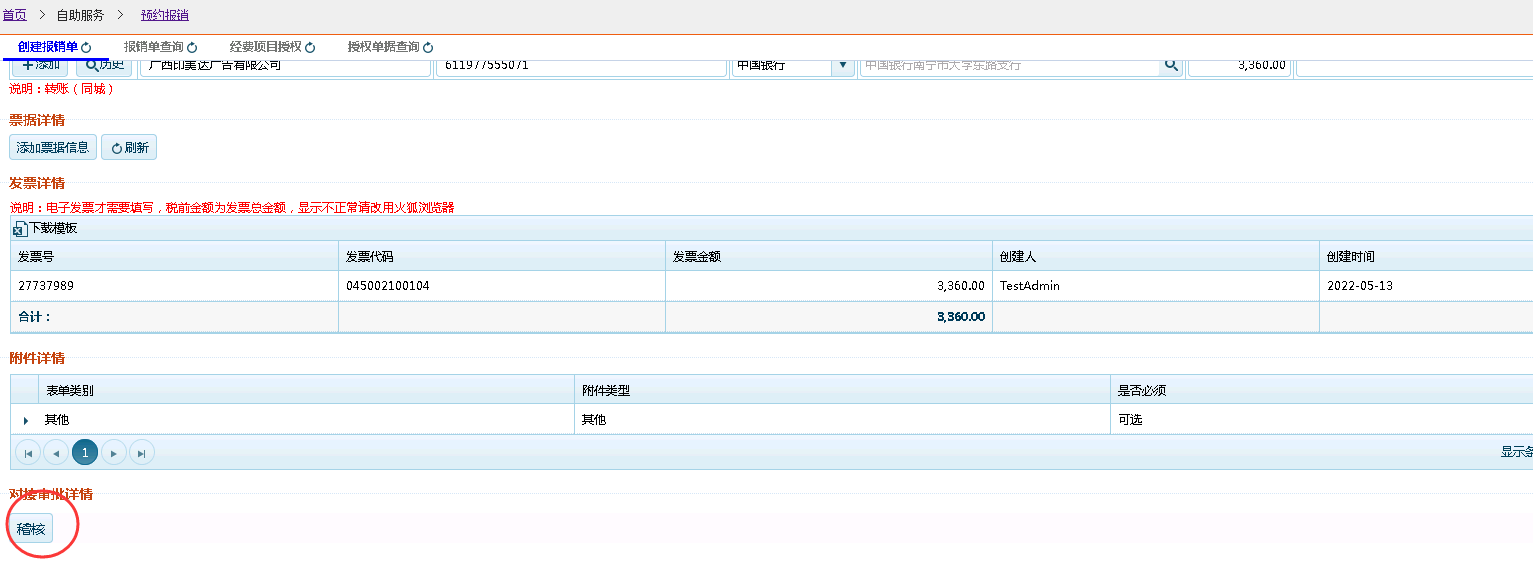 首页 > 自助服务 > 预约报销
创建报销单 报销单查询 经费项目授权 授权单据查询
+添加 历史 广西印美达广告有限公司 611977555071 中国银行 中国银行南宁市大学东路支行 3,360.00
说明：转账（同城）
票据详情
添加票据信息 刷新
发票详情
说明：电子发票才需要填写，税前金额为发票总金额，显示不正常请改用火狐浏览器
下载模板
发票号 发票代码 发票金额 创建人 创建时间
27737989 045002100104 3,360.00 TestAdmin 2022-05-13
合计： 3,360.00
附件详情
表单类别 附件类型 是否必须
其他 其他 可选
1 显示条
对接审批详情
稽核